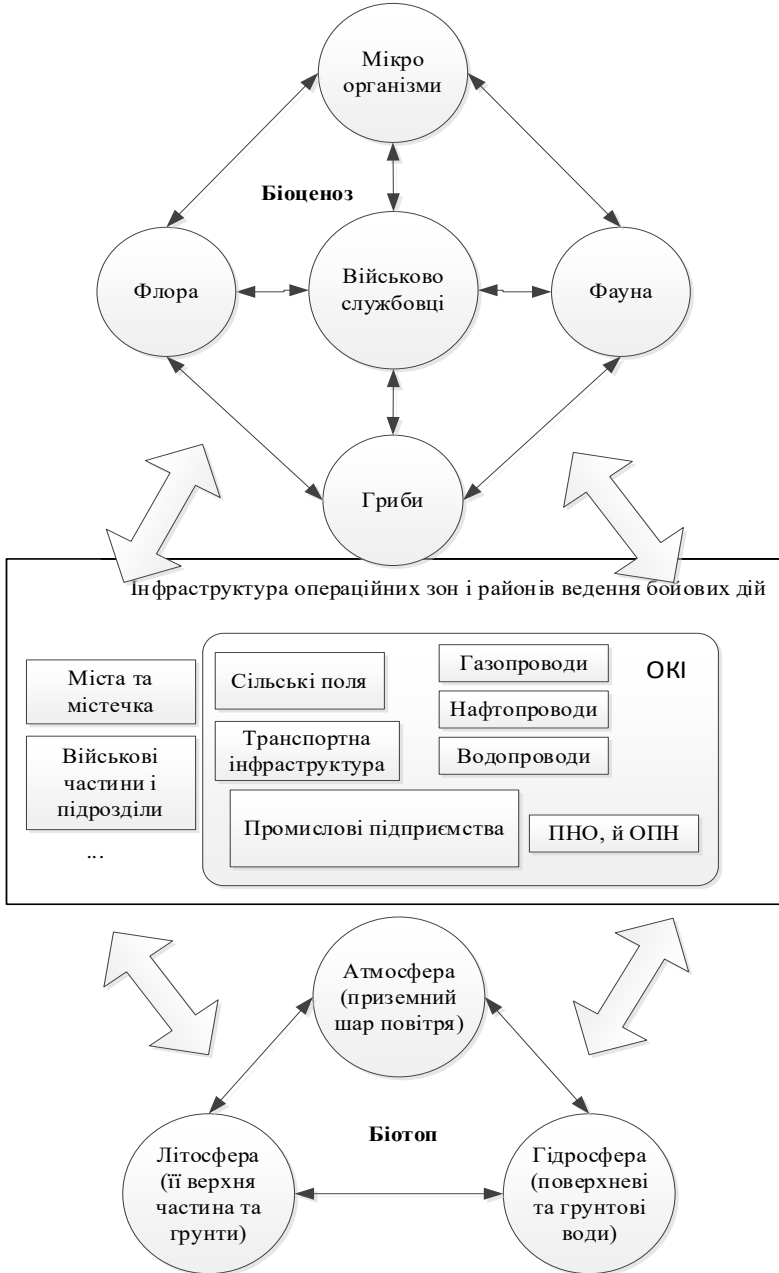 Мікро
організми
Біоценоз
Флора
Військово
службовці
Фауна
Гриби
Інфраструктура операційних зон і районів ведення бойових дій
Міста та
містечка
Військові
частини і
підрозділи
...
Сільські поля
Транспортна
інфраструктура
Газопроводи
Нафтопроводи
Водопроводи
ОКІ
Промислові підприємства
ПНО, й ОПН
Атмосфера
(приземний
шар повітря)
Біотоп
Літосфера
(її верхня
частина та
грунти)
Гідросфера
(поверхневі
та грунтові
води)